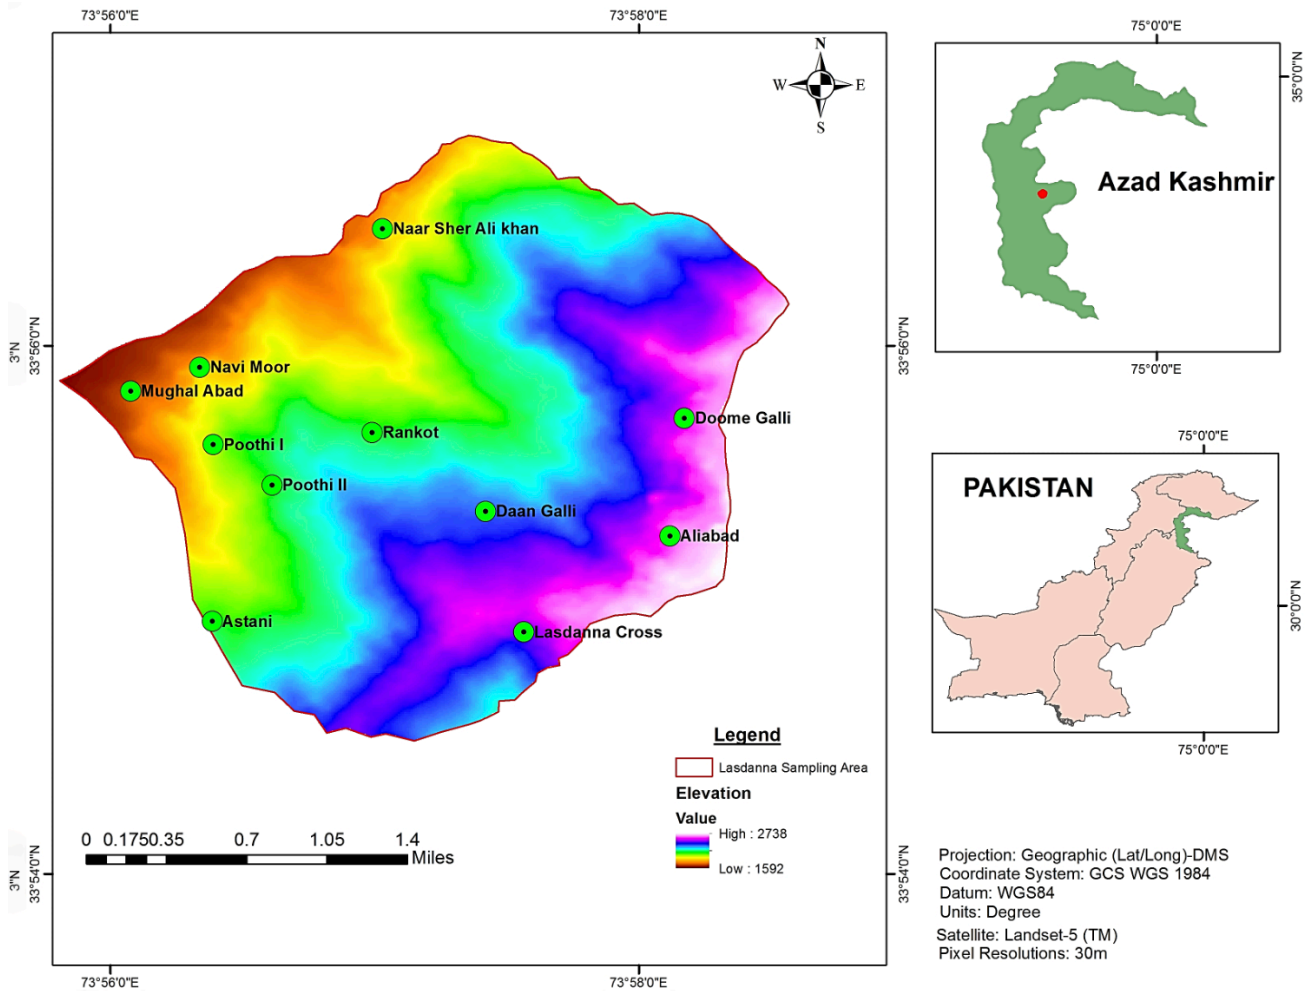 73°56'0"E
73°58'0"E
75°0'0"E
N
W
E
S
35°0'0"N
Azad Kashmir
Naar Sher Ali khan
3"N
33°56'0"N
75°0'0"E
Navi Moor
Mughal Abad
Doome Galli
Rankot
Poothi I
75°0'0"E
Poothi II
PAKISTAN
Daan Galli
Aliabad
30°0'0"N
Astani
Lasdanna Cross
Legend
Lasdanna Sampling Area
75°0'0"E
Elevation
Value
High : 2738
Low : 1592
0 0.1750.35 0.7 1.05 1.4
Miles
3"N
33°54'0"N
33°54'0"N
Projection: Geographic (Lat/Long)-DMS
Coordinate System: GCS WGS 1984
Datum: WGS84
Units: Degree
Satellite: Landset-5 (TM)
Pixel Resolutions: 30m
73°56'0"E
73°58'0"E